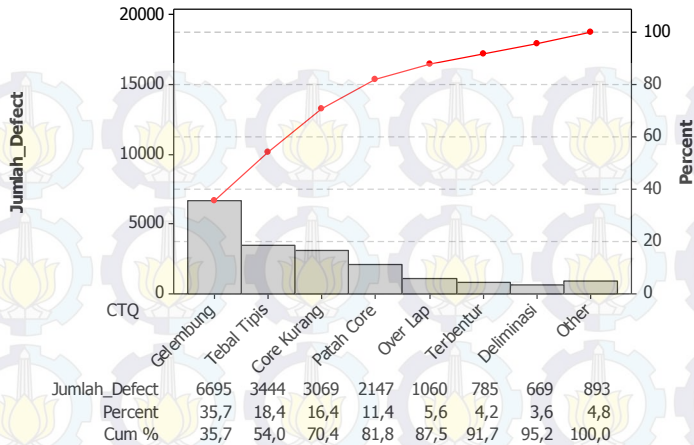 20000
15000
10000
5000
0
Jumlah_Defect
100
80
60
40
20
0
Percent
CTQ
Gelembung
Tebal Tipis
Core Kurang
Patah Core
Over Lap
Terbentur
Deliminasi
Other
Jumlah_Defect 6695 3444 3069 2147 1060 785 669 893
Percent 35,7 18,4 16,4 11,4 5,6 4,2 3,6 4,8
Cum % 35,7 54,0 70,4 81,8 87,5 91,7 95,2 100,0